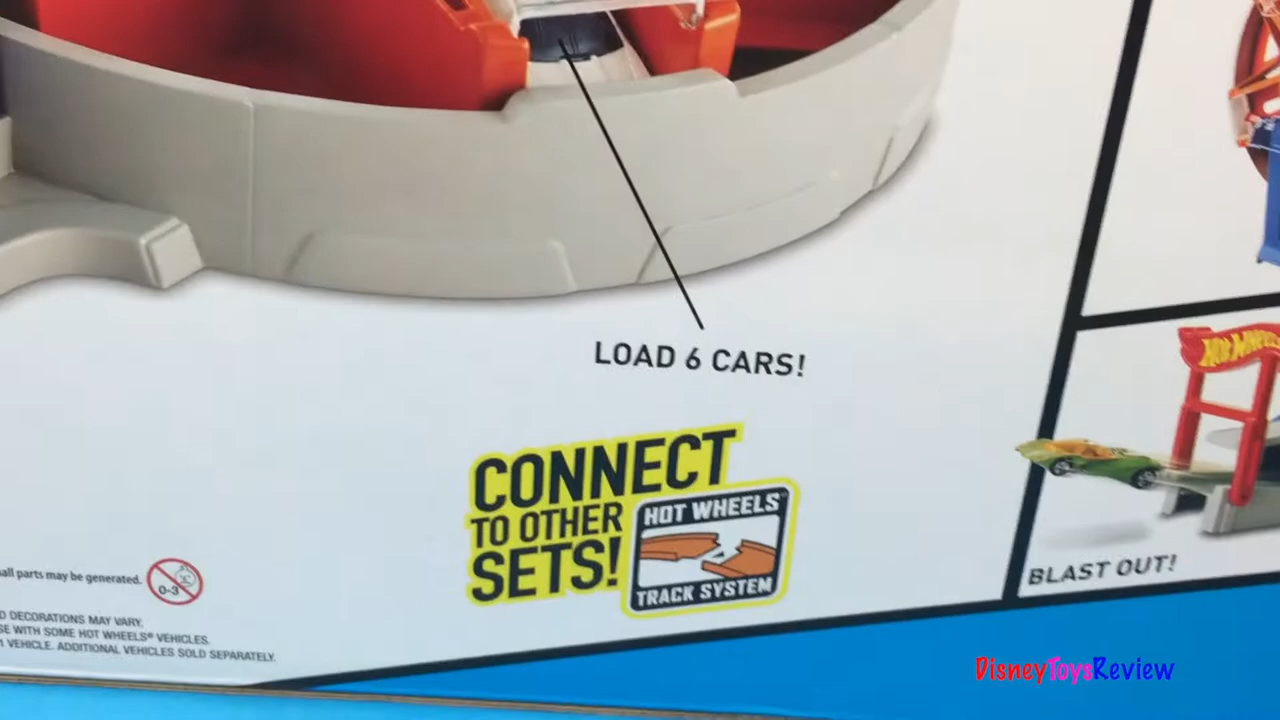 LOAD 6 CARS!
HOT WHEELS
CONNECT
TO OTHER
SETS!
HOT WHEELS
TRACK SYSTEM
BLAST OUT!
all parts may be generated.
0-3
D DECORATIONS MAY VARY.
SE WITH SOME HOT WHEELS® VEHICLES.
1 VEHICLE. ADDITIONAL VEHICLES SOLD SEPARATELY.
DisneyToysReview